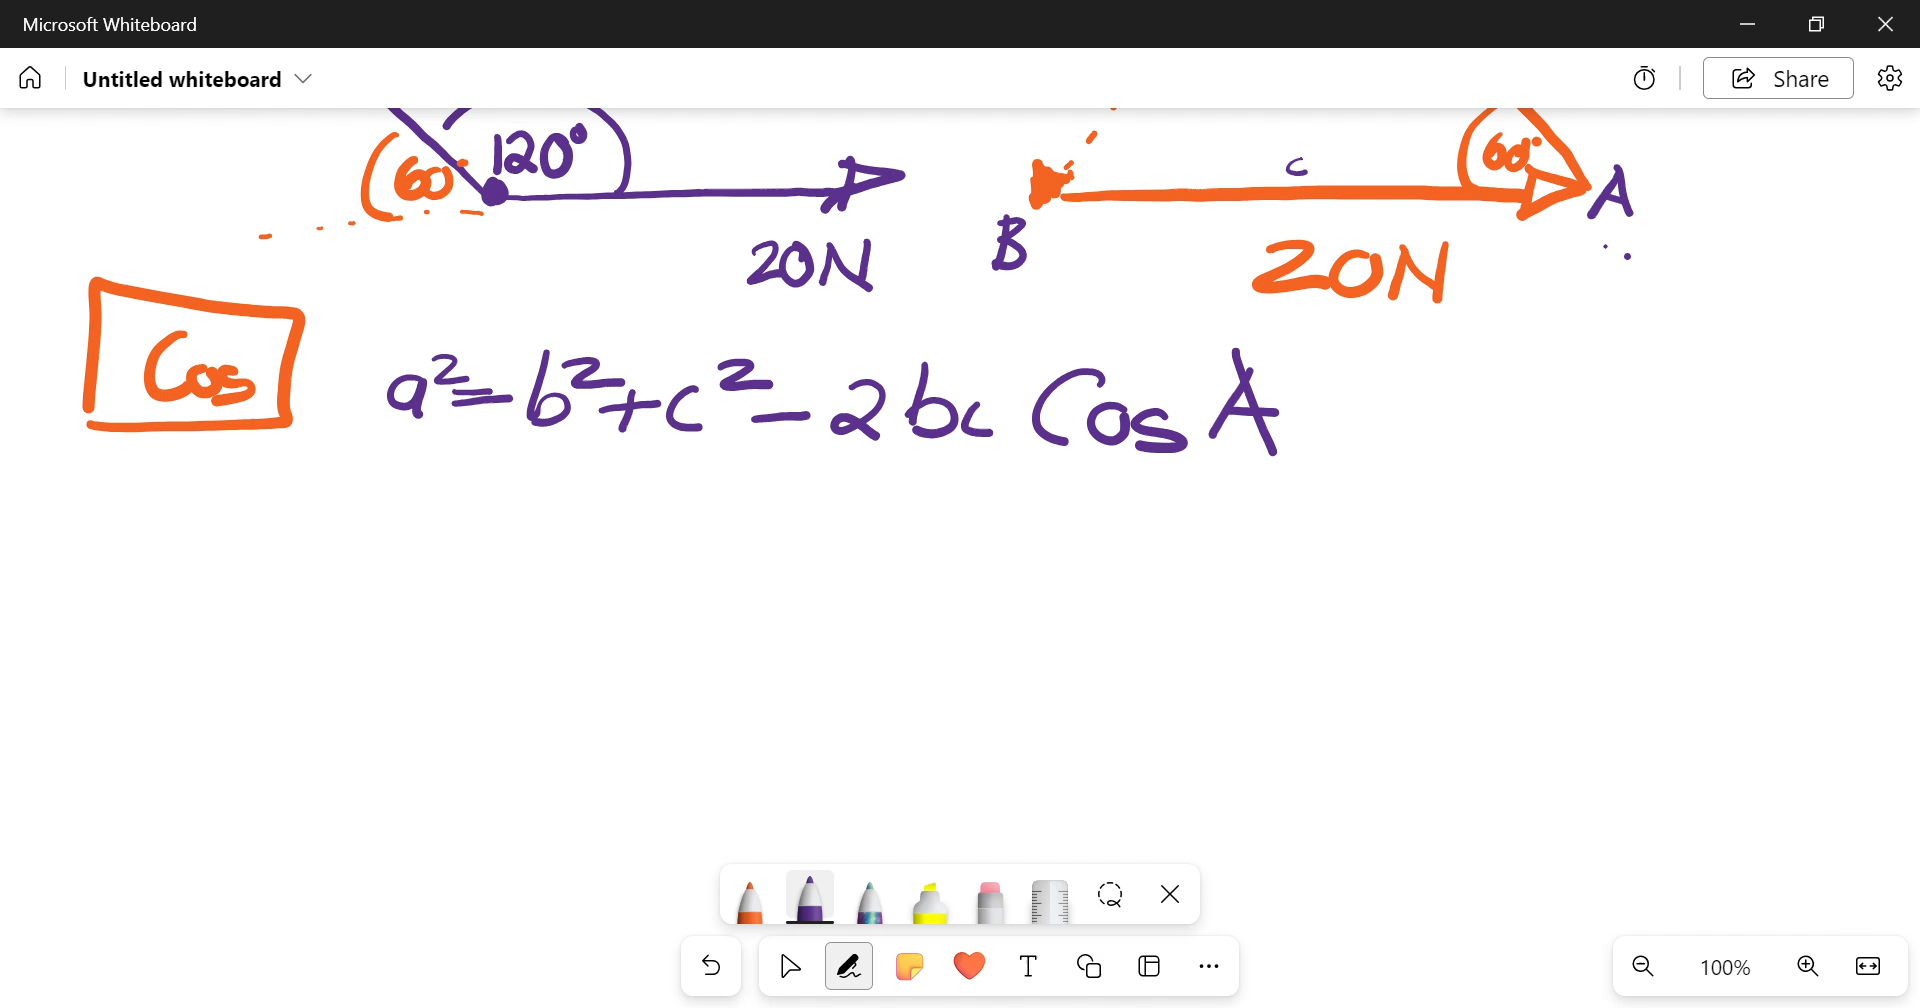 Microsoft Whiteboard
Untitled whiteboard
Share
60° 120°
20N
c
60°
B A
20N
Cos
a²=b²+c²-2bc Cos A
100%